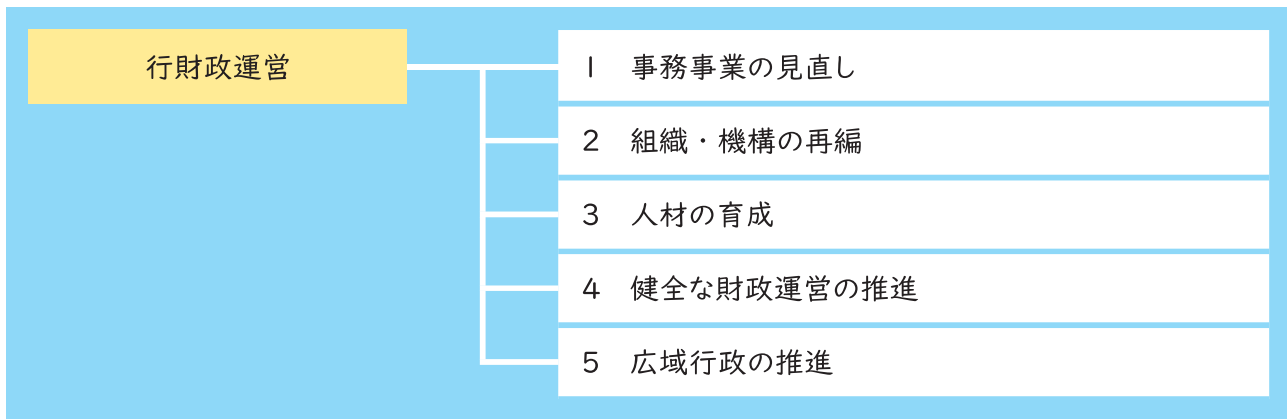 行財政運営
1 事務事業の見直し
2 組織・機構の再編
3 人材の育成
4 健全な財政運営の推進
5 広域行政の推進